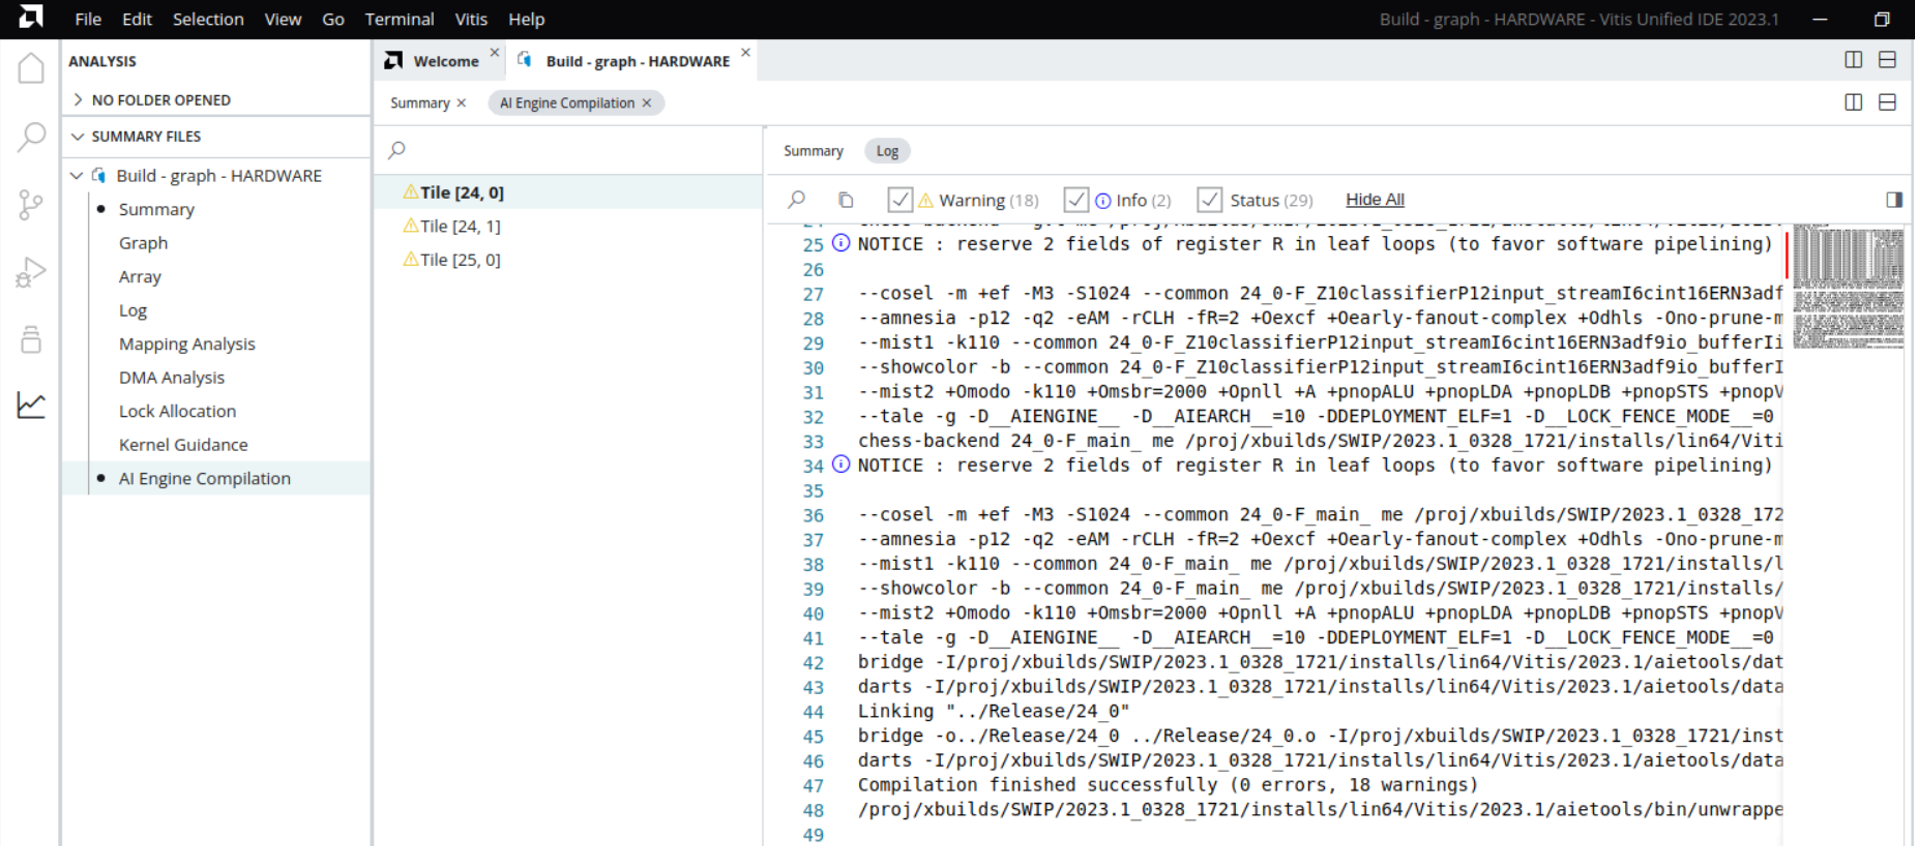 File Edit Selection View Go Terminal Vitis Help
Build - graph - HARDWARE - Vitis Unified IDE 2023.1
ANALYSIS
NO FOLDER OPENED
SUMMARY FILES
Build - graph - HARDWARE
Summary
Graph
Array
Log
Mapping Analysis
DMA Analysis
Lock Allocation
Kernel Guidance
AI Engine Compilation
Welcome
Build - graph - HARDWARE
Summary
AI Engine Compilation
Tile [24, 0]
Tile [24, 1]
Tile [25, 0]
Summary
Log
Warning (18) Info (2) Status (29) Hide All
25 NOTICE : reserve 2 fields of register R in leaf loops (to favor software pipelining)
26
27 --cosel -m +ef -M3 -S1024 --common 24_0-F_Z10classifierP12input_streamI6cint16ERN3adf
28 --amnesia -p12 -q2 -eAM -rCLH -fR=2 +Oexcf +Oearly-fanout-complex +Odhls -Ono-prune-m
29 --mist1 -k110 --common 24_0-F_Z10classifierP12input_streamI6cint16ERN3adf9io_bufferIi
30 --showcolor -b --common 24_0-F_Z10classifierP12input_streamI6cint16ERN3adf9io_bufferI
31 --mist2 +Omodo -k110 +Omsbr=2000 +Opnll +A +pnopALU +pnopLDA +pnopLDB +pnopSTS +pnopV
32 --tale -g -D__AIENGINE__ -D__AIEARCH__=10 -DDEPLOYMENT_ELF=1 -D__LOCK_FENCE_MODE__=0
33 chess-backend 24_0-F_main_ me /proj/xbuilds/SWIP/2023.1_0328_1721/installs/lin64/Viti
34 NOTICE : reserve 2 fields of register R in leaf loops (to favor software pipelining)
35
36 --cosel -m +ef -M3 -S1024 --common 24_0-F_main_ me /proj/xbuilds/SWIP/2023.1_0328_172
37 --amnesia -p12 -q2 -eAM -rCLH -fR=2 +Oexcf +Oearly-fanout-complex +Odhls -Ono-prune-m
38 --mist1 -k110 --common 24_0-F_main_ me /proj/xbuilds/SWIP/2023.1_0328_1721/installs/l
39 --showcolor -b --common 24_0-F_main_ me /proj/xbuilds/SWIP/2023.1_0328_1721/installs/
40 --mist2 +Omodo -k110 +Omsbr=2000 +Opnll +A +pnopALU +pnopLDA +pnopLDB +pnopSTS +pnopV
41 --tale -g -D__AIENGINE__ -D__AIEARCH__=10 -DDEPLOYMENT_ELF=1 -D__LOCK_FENCE_MODE__=0
42 bridge -I/proj/xbuilds/SWIP/2023.1_0328_1721/installs/lin64/Vitis/2023.1/aietools/dat
43 darts -I/proj/xbuilds/SWIP/2023.1_0328_1721/installs/lin64/Vitis/2023.1/aietools/data
44 Linking "../Release/24_0"
45 bridge -o../Release/24_0 ../Release/24_0.o -I/proj/xbuilds/SWIP/2023.1_0328_1721/inst
46 darts -I/proj/xbuilds/SWIP/2023.1_0328_1721/installs/lin64/Vitis/2023.1/aietools/data
47 Compilation finished successfully (0 errors, 18 warnings)
48 /proj/xbuilds/SWIP/2023.1_0328_1721/installs/lin64/Vitis/2023.1/aietools/bin/unwrappe
49